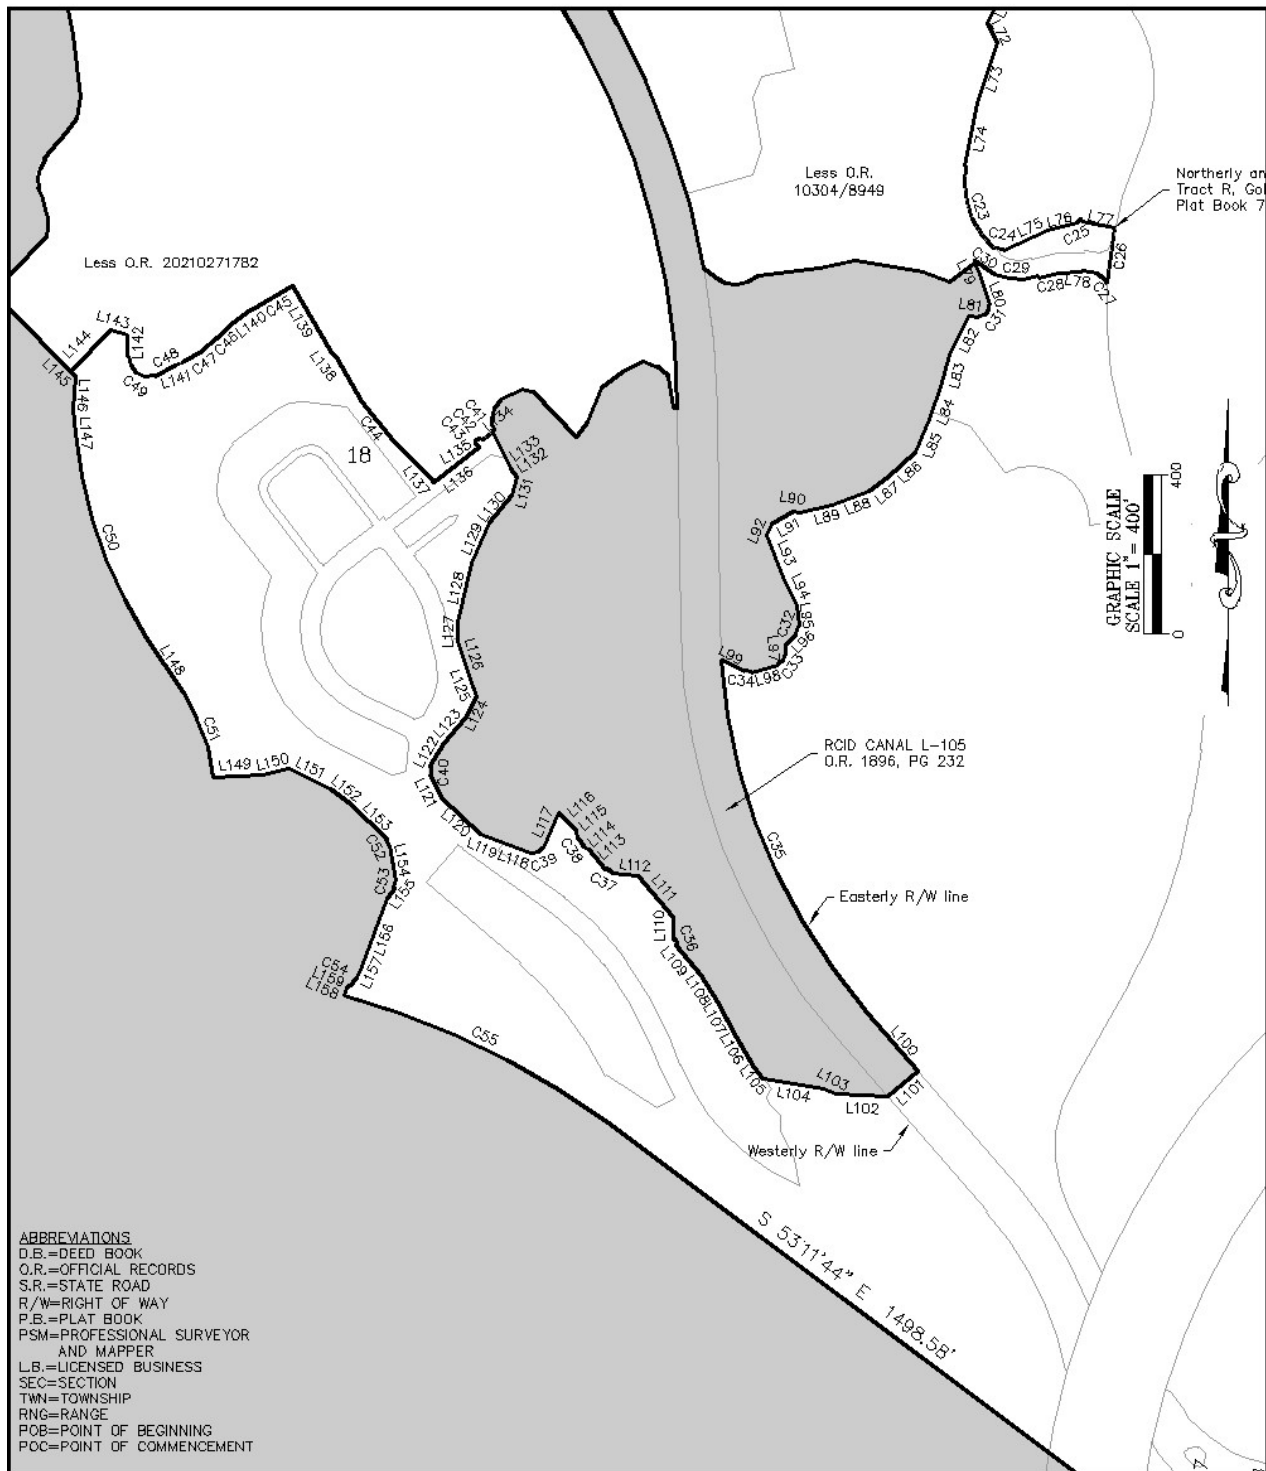 L72
L73
L74
Less O.R.
10304/8949
Northerly an
Tract R, Gol
Plat Book 7
C23
C24
L75
L76
C25
L77
C26
C30
C29
L79
L80
C28
L78
C27
L81
C31
Less O.R. 20210271782
L143
L142
L144
L145
C48
C49
L141
C47
C46
L140
C45
L139
L138
L146
L147
C44
18
C41
C42
C43
L134
L135
L136
L137
L133
L132
L131
L130
L129
L128
L127
L126
L125
L124
L123
L122
C40
L121
L120
L119
L118
C39
L117
L116
L115
L114
L113
C38
C37
L112
L111
L110
C36
L109
L108
L107
L106
L105
L104
L103
L102
L101
L100
L82
L83
L84
L85
L86
L87
L88
L89
L90
L91
L92
L93
L94
L95
C32
L96
L97
C33
L98
C34
L99
C35
GRAPHIC SCALE
SCALE 1"= 400'
0
400
RCID CANAL L-105
O.R. 1896, PG 232
Easterly R/W line
Westerly R/W line
C50
L148
C51
L149
L150
L151
L152
L153
C52
L154
C53
L155
L156
L157
C54
L159
L158
C55
S 53°11'44" E 1498.58'
ABBREVIATIONS
D.B.=DEED BOOK
O.R.=OFFICIAL RECORDS
S.R.=STATE ROAD
R/W=RIGHT OF WAY
P.B.=PLAT BOOK
PSM=PROFESSIONAL SURVEYOR
AND MAPPER
L.B.=LICENSED BUSINESS
SEC=SECTION
TWN=TOWNSHIP
RNG=RANGE
POB=POINT OF BEGINNING
POC=POINT OF COMMENCEMENT